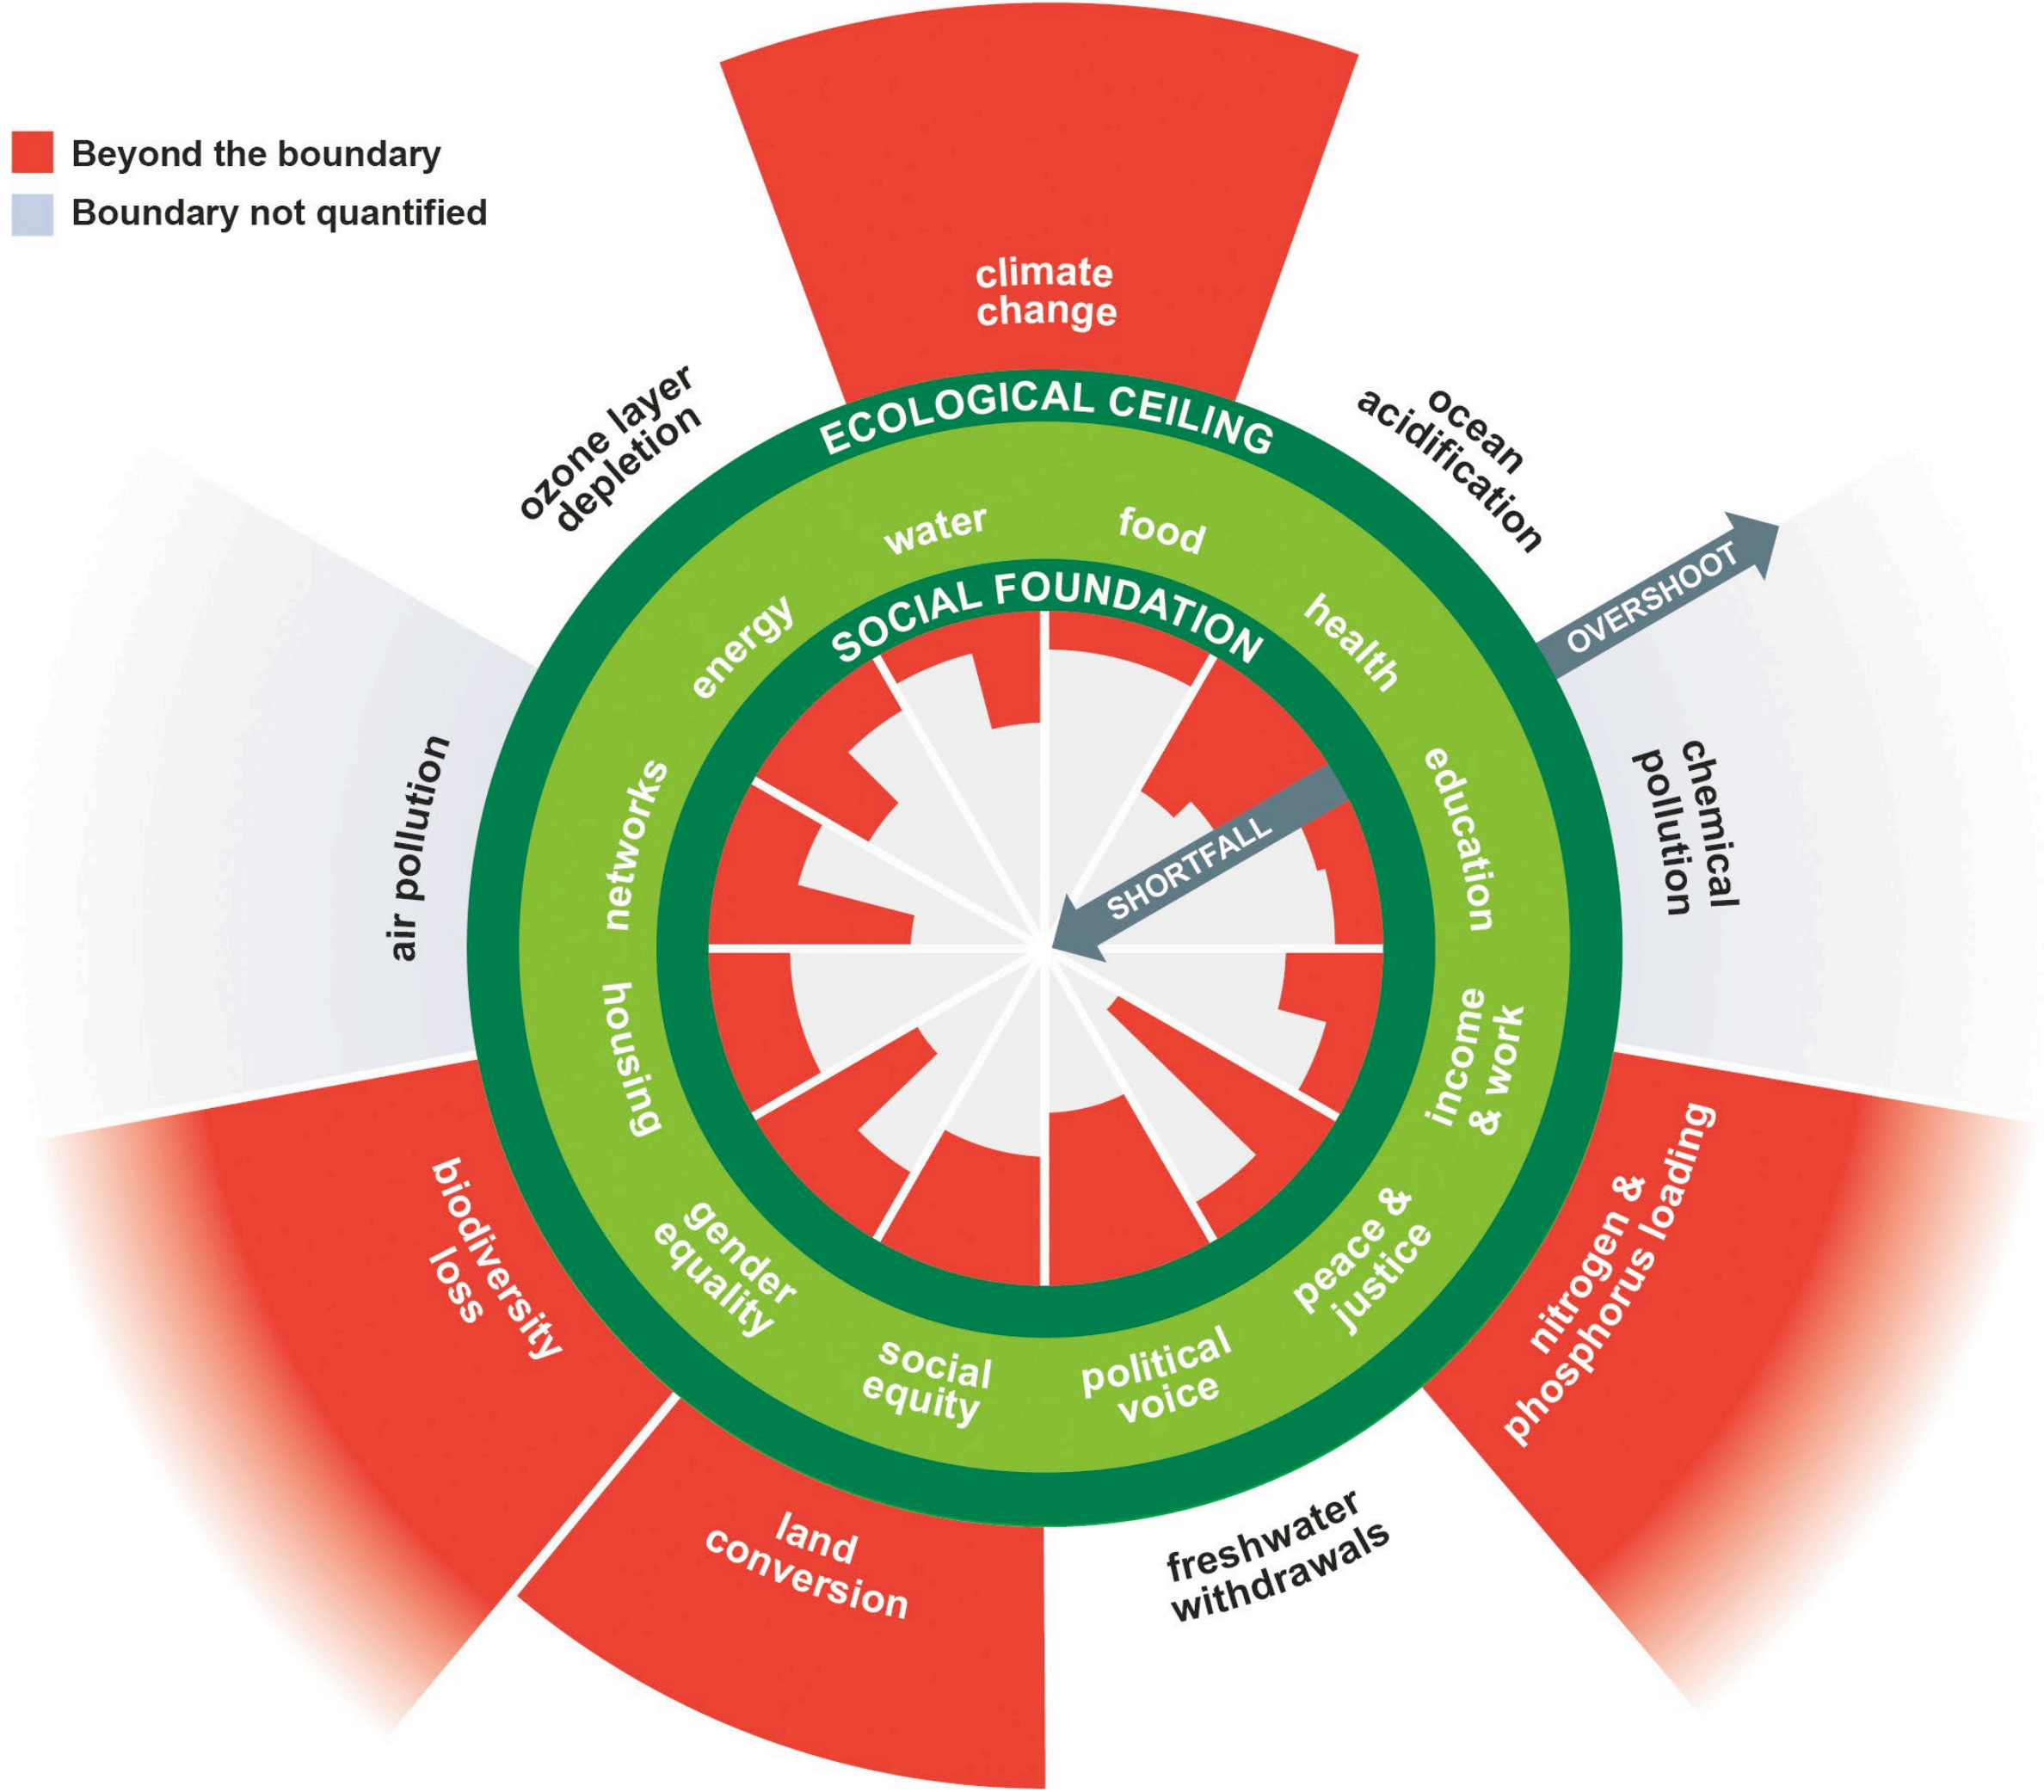 Beyond the boundary
Boundary not quantified
climate
change
ozone layer
depletion
ocean
acidification
ECOLOGICAL CEILING
water
food
SOCIAL FOUNDATION
energy
health
OVERSHOOT
networks
education
SHORTFALL
air pollution
chemical
pollution
housing
income
& work
biodiversity
loss
nitrogen &
phosphorus loading
gender
equality
peace &
justice
social
equity
political
voice
land
conversion
freshwater
withdrawals